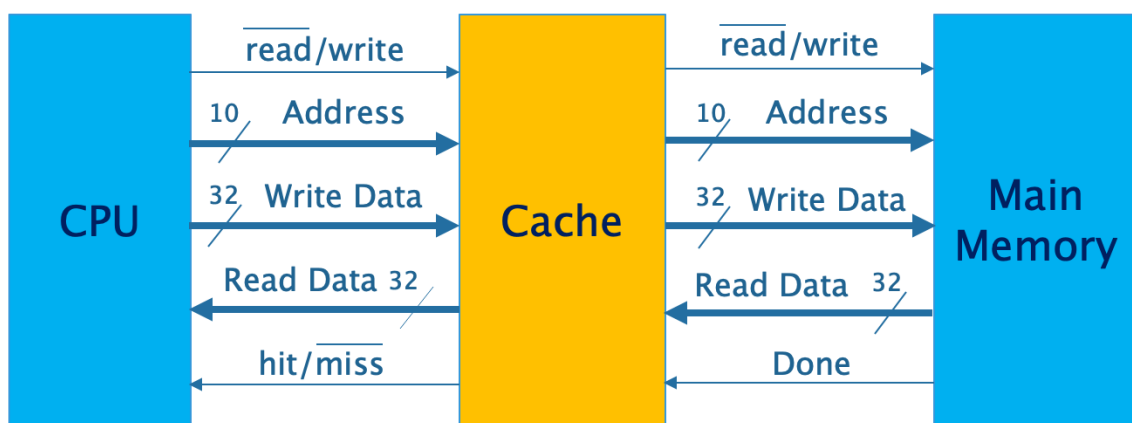 CPU
read/write
10 Address
32 Write Data
Read Data 32
hit/miss
Cache
read/write
10 Address
32 Write Data
Read Data 32
Done
Main
Memory